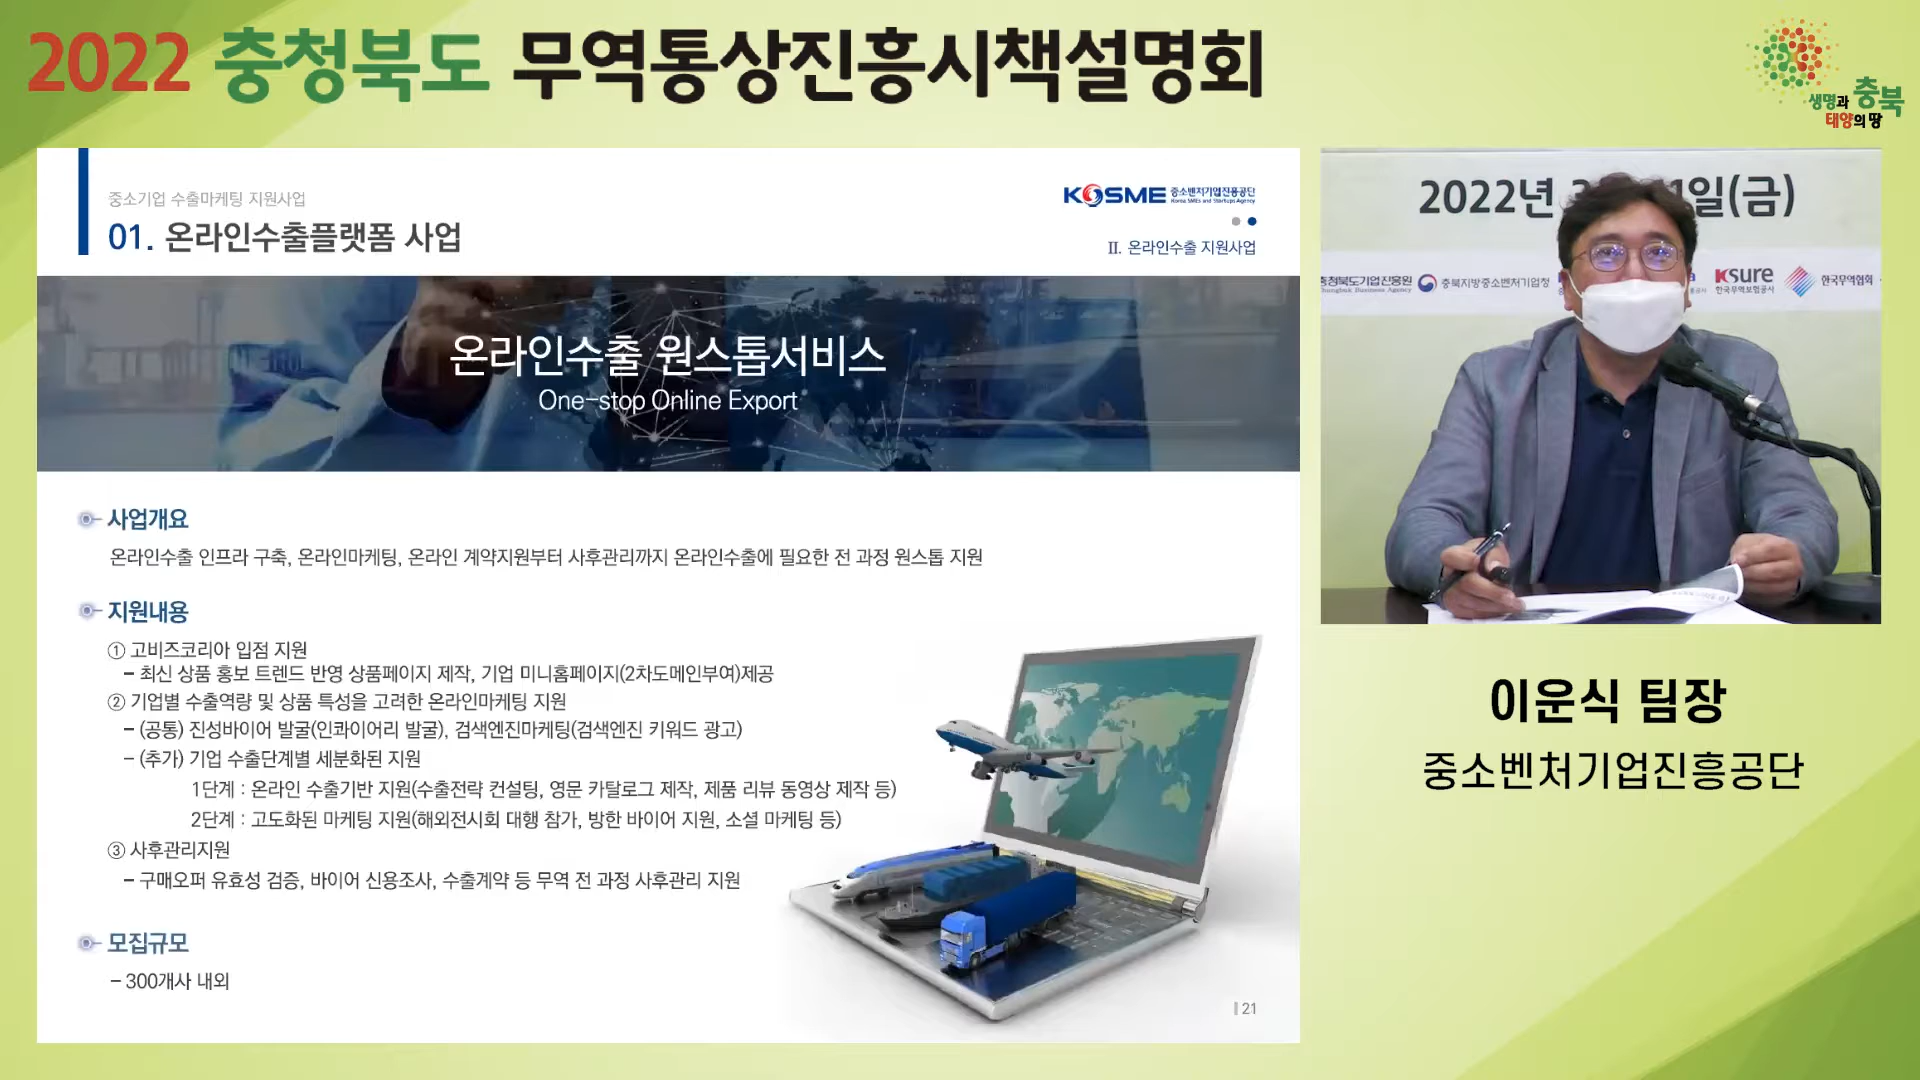 2022 충청북도 무역통상진흥시책설명회
생명과 충북
태양의 땅
중소기업 수출마케팅 지원사업
01. 온라인수출플랫폼 사업
KOSME 중소벤처기업진흥공단
Korea SMEs and Startups Agency
II. 온라인수출 지원사업
온라인수출 원스톱서비스
One-stop Online Export
사업개요
온라인수출 인프라 구축, 온라인마케팅, 온라인 계약지원부터 사후관리까지 온라인수출에 필요한 전 과정 원스톱 지원
지원내용
① 고비즈코리아 입점 지원
- 최신 상품 홍보 트렌드 반영 상품페이지 제작, 기업 미니홈페이지(2차도메인부여)제공
② 기업별 수출역량 및 상품 특성을 고려한 온라인마케팅 지원
- (공통) 진성바이어 발굴(인콰이어리 발굴), 검색엔진마케팅(검색엔진 키워드 광고)
- (추가) 기업 수출단계별 세분화된 지원
1단계 : 온라인 수출기반 지원(수출전략 컨설팅, 영문 카탈로그 제작, 제품 리뷰 동영상 제작 등)
2단계 : 고도화된 마케팅 지원(해외전시회 대행 참가, 방한 바이어 지원, 소셜 마케팅 등)
③ 사후관리지원
- 구매오퍼 유효성 검증, 바이어 신용조사, 수출계약 등 무역 전 과정 사후관리 지원
모집규모
- 300개사 내외
21
2022년 일(금)
충청북도기업진흥원
Chungbuk Business Agency
충북지방중소벤처기업청
Ksure
한국무역보험공사
한국무역협회
이운식 팀장
중소벤처기업진흥공단